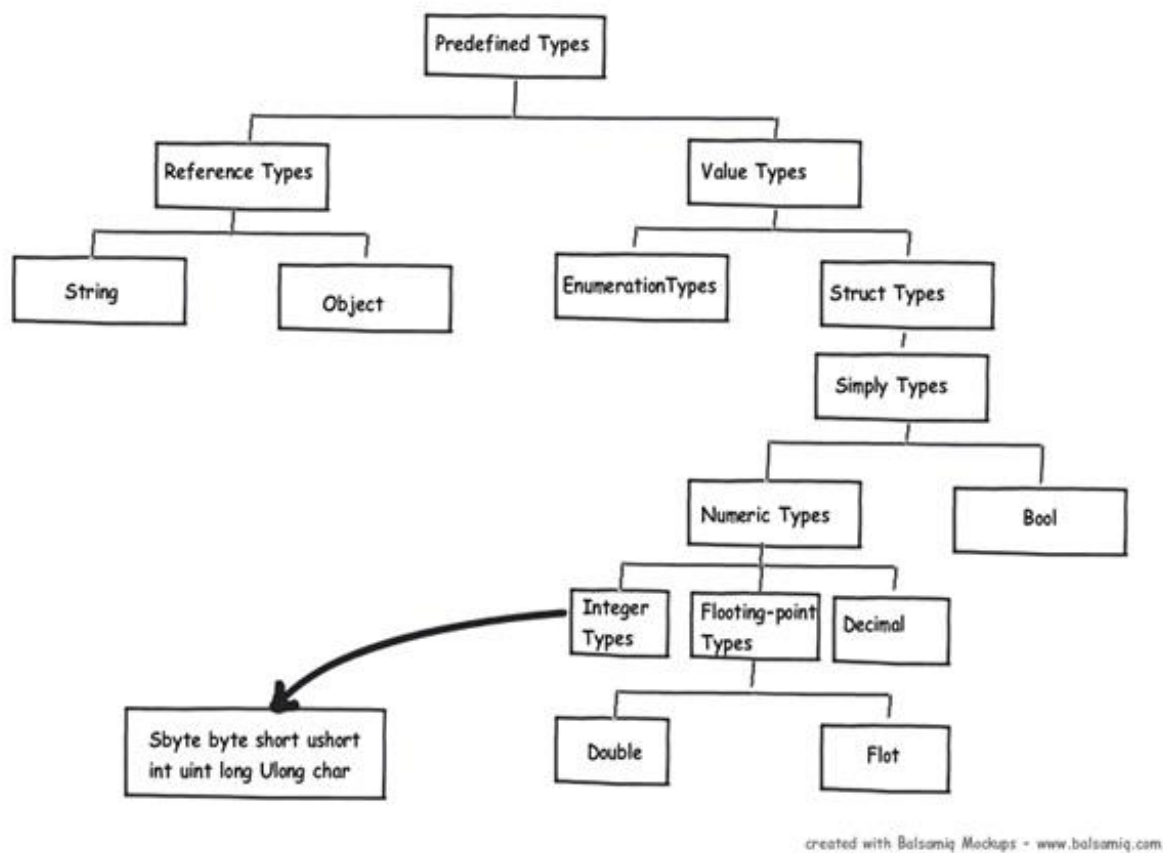 Predefined Types
Reference Types
Value Types
String
Object
EnumerationTypes
Struct Types
Simply Types
Numeric Types
Bool
Integer
Types
Flooting-point
Types
Decimal
Sbyte byte short ushort
int uint long Ulong char
Double
Flot
created with Balsamiq Mockups - www.balsamiq.com